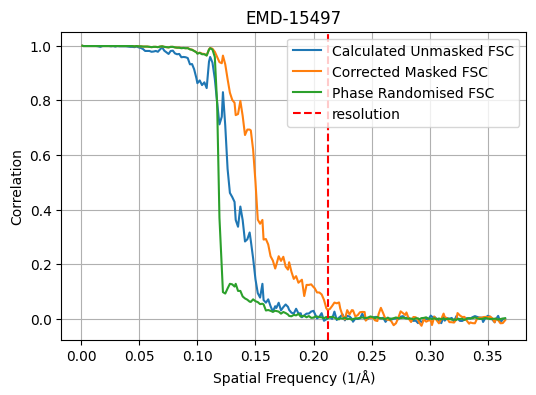 EMD-15497
Calculated Unmasked FSC
Corrected Masked FSC
Phase Randomised FSC
resolution
Correlation
1.0
0.8
0.6
0.4
0.2
0.0
0.00 0.05 0.10 0.15 0.20 0.25 0.30 0.35
Spatial Frequency (1/Å)